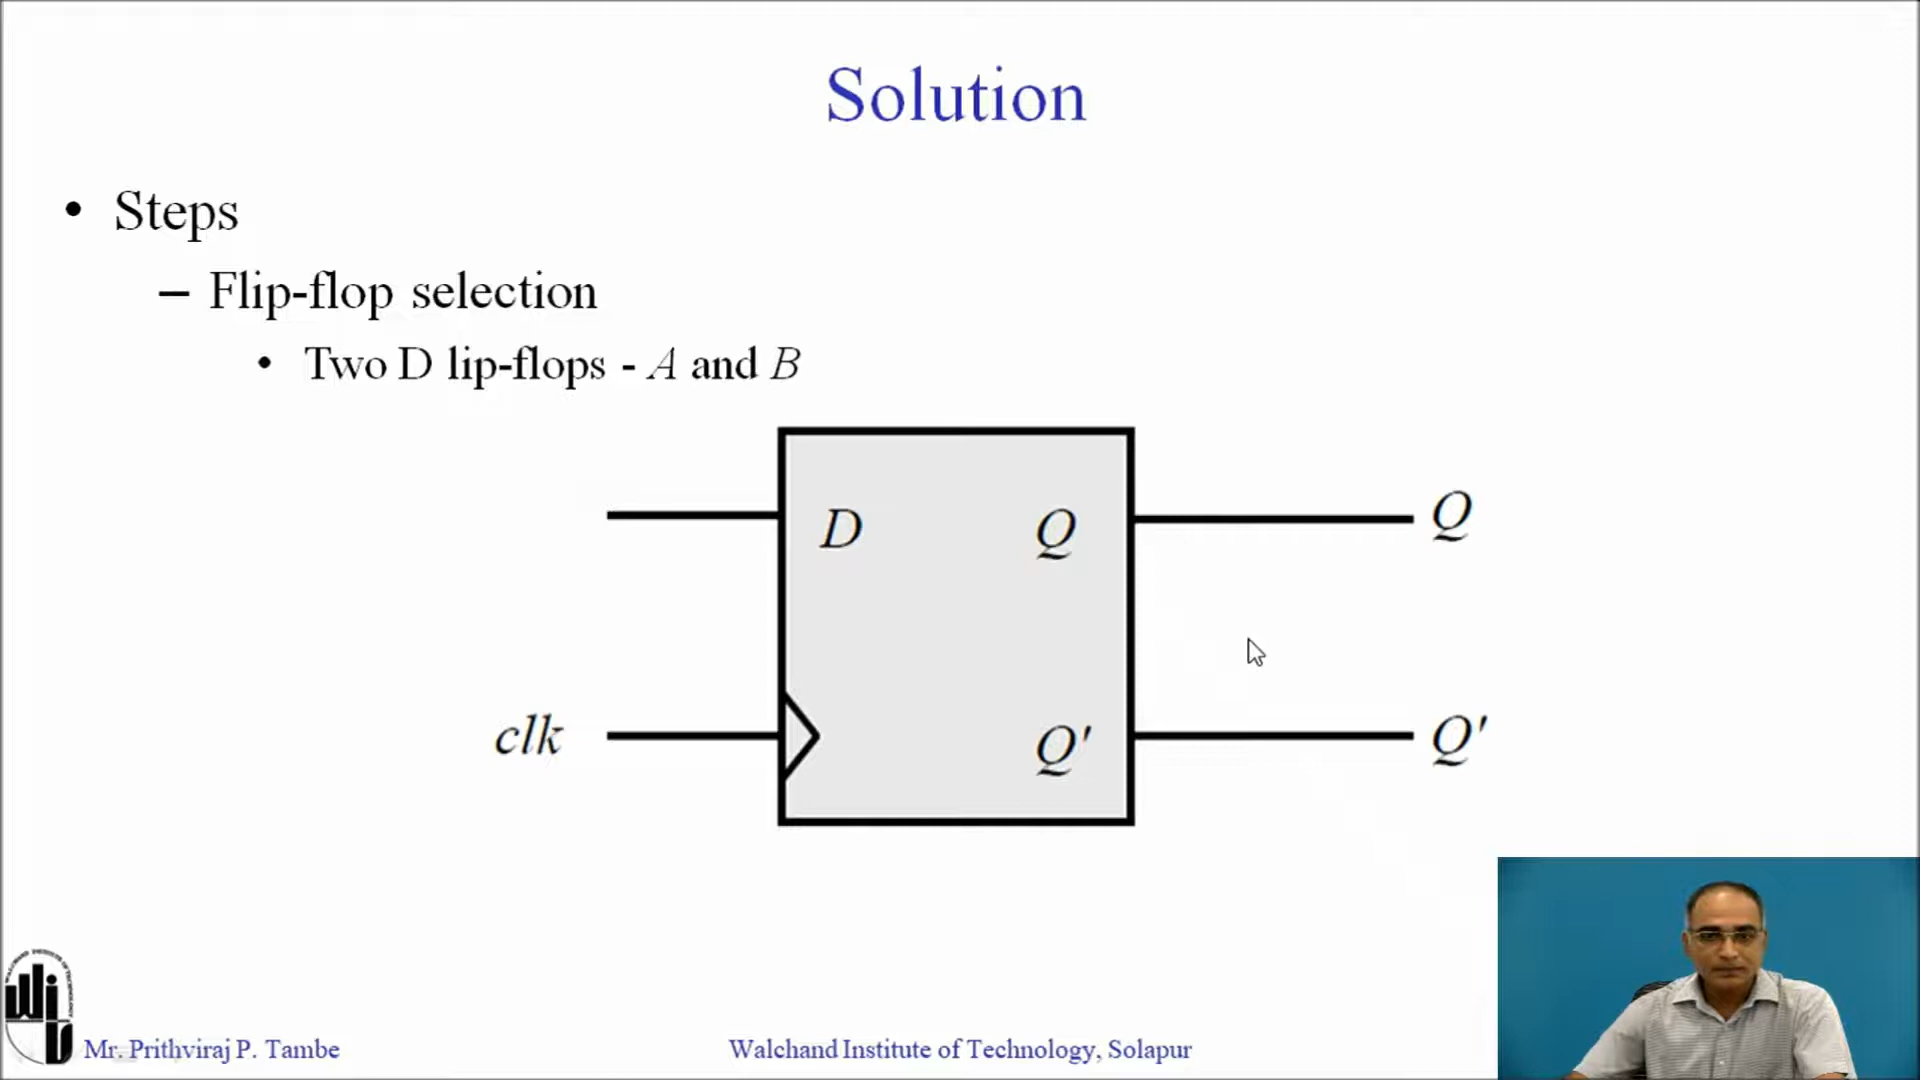 Solution
• Steps
– Flip-flop selection
• Two D lip-flops - A and B
D Q Q
clk Q' Q'
Mr. Prithviraj P. Tambe Walchand Institute of Technology, Solapur